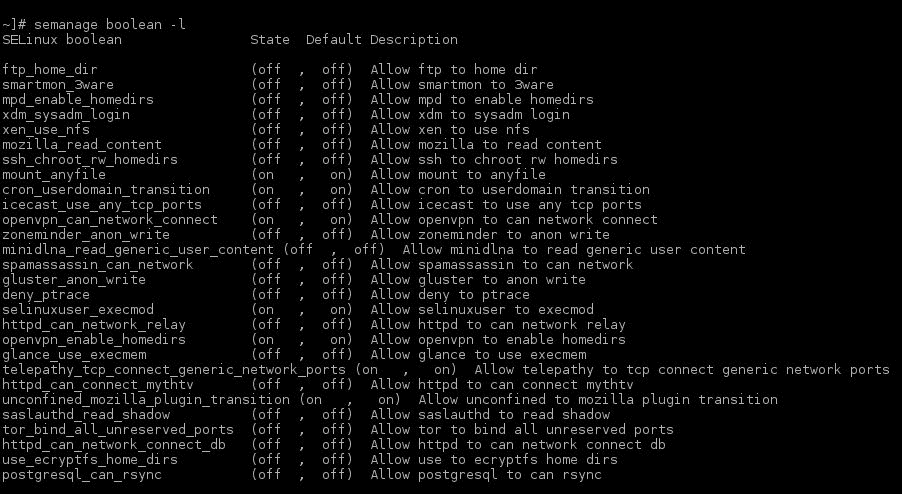 ~]# semanage boolean -l
SELinux boolean                State  Default Description
ftp_home_dir                   (off  ,  off)  Allow ftp to home dir
smartmon_3ware                 (off  ,  off)  Allow smartmon to 3ware
mpd_enable_homedirs            (off  ,  off)  Allow mpd to enable homedirs
xdm_sysadm_login               (off  ,  off)  Allow xdm to sysadm login
xen_use_nfs                    (off  ,  off)  Allow xen to use nfs
mozilla_read_content           (off  ,  off)  Allow mozilla to read content
ssh_chroot_rw_homedirs         (off  ,  off)  Allow ssh to chroot rw homedirs
mount_anyfile                  (on   ,   on)  Allow mount to anyfile
cron_userdomain_transition     (on   ,   on)  Allow cron to userdomain transition
icecast_use_any_tcp_ports      (off  ,  off)  Allow icecast to use any tcp ports
openvpn_can_network_connect    (on   ,   on)  Allow openvpn to can network connect
zoneminder_anon_write          (off  ,  off)  Allow zoneminder to anon write
minidlna_read_generic_user_content (off  ,  off)  Allow minidlna to read generic user content
spamassassin_can_network       (off  ,  off)  Allow spamassassin to can network
gluster_anon_write             (off  ,  off)  Allow gluster to anon write
deny_ptrace                    (off  ,  off)  Allow deny to ptrace
selinuxuser_execmod            (on   ,   on)  Allow selinuxuser to execmod
httpd_can_network_relay        (off  ,  off)  Allow httpd to can network relay
openvpn_enable_homedirs        (on   ,   on)  Allow openvpn to enable homedirs
glance_use_execmem             (off  ,  off)  Allow glance to use execmem
telepathy_tcp_connect_generic_network_ports (on   ,   on)  Allow telepathy to tcp connect generic network ports
httpd_can_connect_mythtv       (off  ,  off)  Allow httpd to can connect mythtv
unconfined_mozilla_plugin_transition (on   ,   on)  Allow unconfined to mozilla plugin transition
saslauthd_read_shadow          (off  ,  off)  Allow saslauthd to read shadow
tor_bind_all_unreserved_ports  (off  ,  off)  Allow tor to bind all unreserved ports
httpd_can_network_connect_db   (off  ,  off)  Allow httpd to can network connect db
use_ecryptfs_home_dirs         (off  ,  off)  Allow use to ecryptfs home dirs
postgresql_can_rsync           (off  ,  off)  Allow postgresql to can rsync